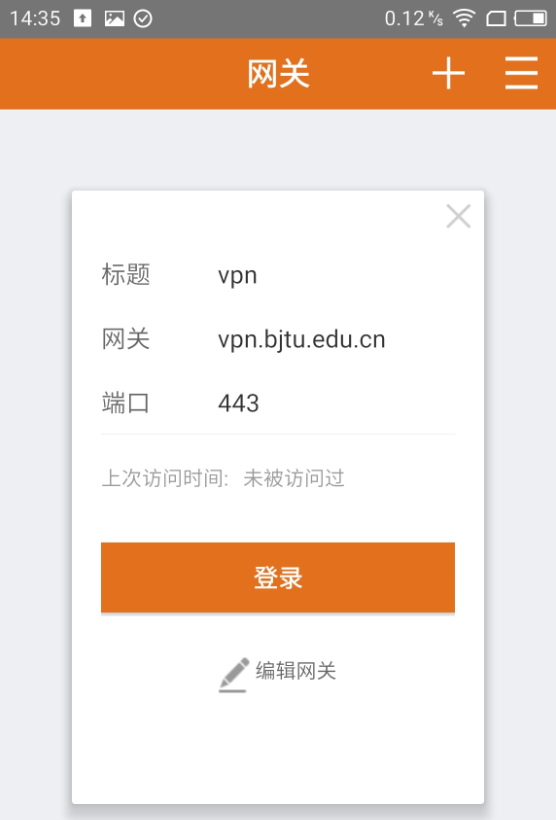 14:35 0.12 K/s
网关
标题 vpn
网关 vpn.bjtu.edu.cn
端口 443
上次访问时间: 未被访问过
登录
编辑网关